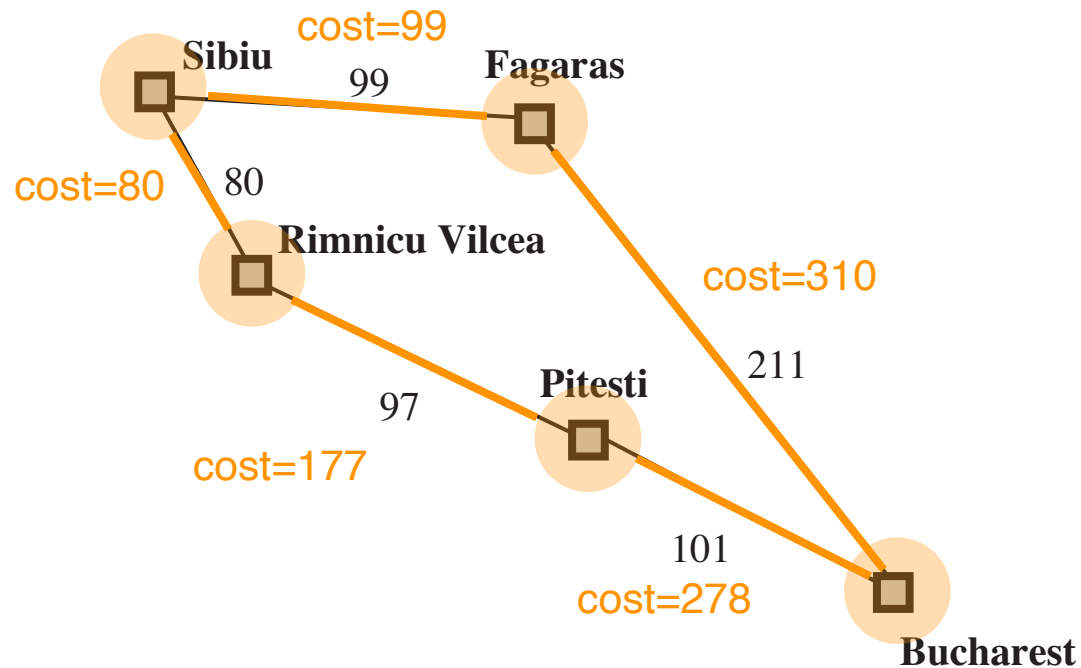 cost=99
Sibiu
Fagaras
99
cost=80
80
Rimnicu Vilcea
cost=310
211
Pitesti
97
cost=177
101
cost=278
Bucharest